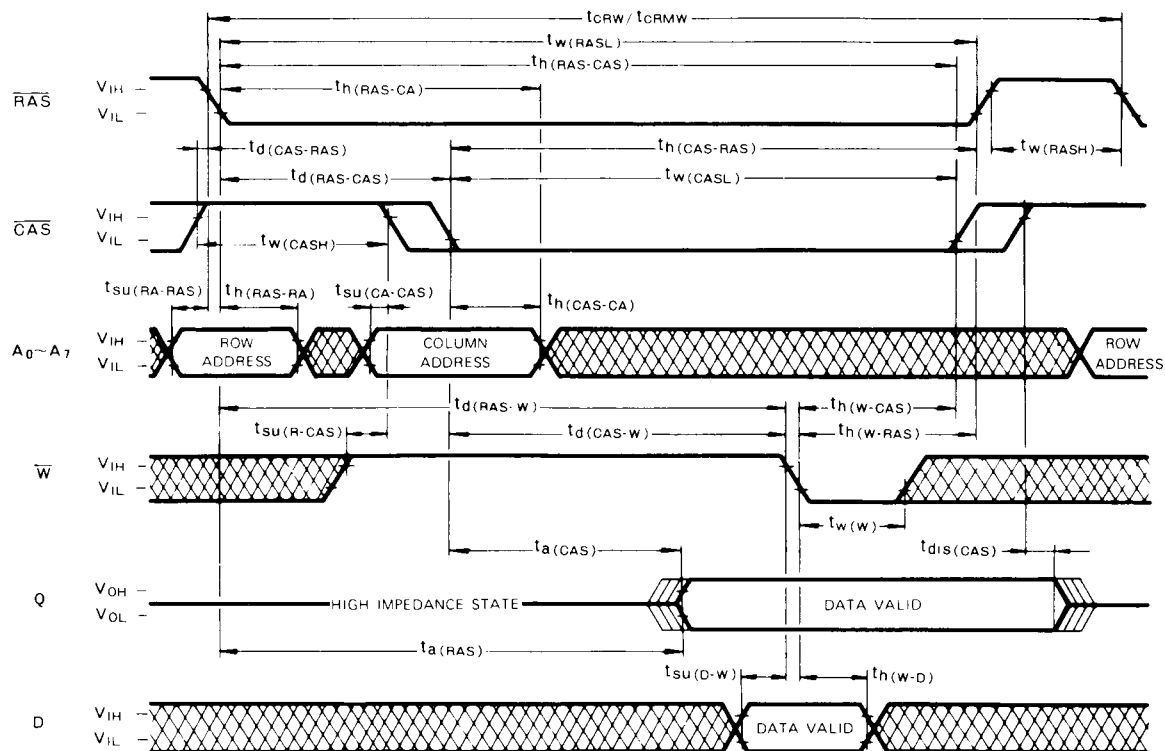 tCRW/tCRMW
tw(RASL)
th(RAS-CAS)
th(RAS-CA)
RAS
VIH
VIL
td(CAS-RAS)
th(CAS-RAS)
tw(RASH)
td(RAS-CAS)
tw(CASL)
CAS
VIH
VIL
tw(CASH)
tsu(RA-RAS)
th(RAS-RA)
tsu(CA-CAS)
th(CAS-CA)
A0~A7
VIH
VIL
ROW ADDRESS
COLUMN ADDRESS
ROW ADDRESS
td(RAS-W)
th(W-CAS)
tsu(R-CAS)
td(CAS-W)
th(W-RAS)
W
VIH
VIL
tw(W)
ta(CAS)
tdis(CAS)
Q
VOH
VOL
HIGH IMPEDANCE STATE
DATA VALID
ta(RAS)
tsu(D-W)
th(W-D)
D
VIH
VIL
DATA VALID